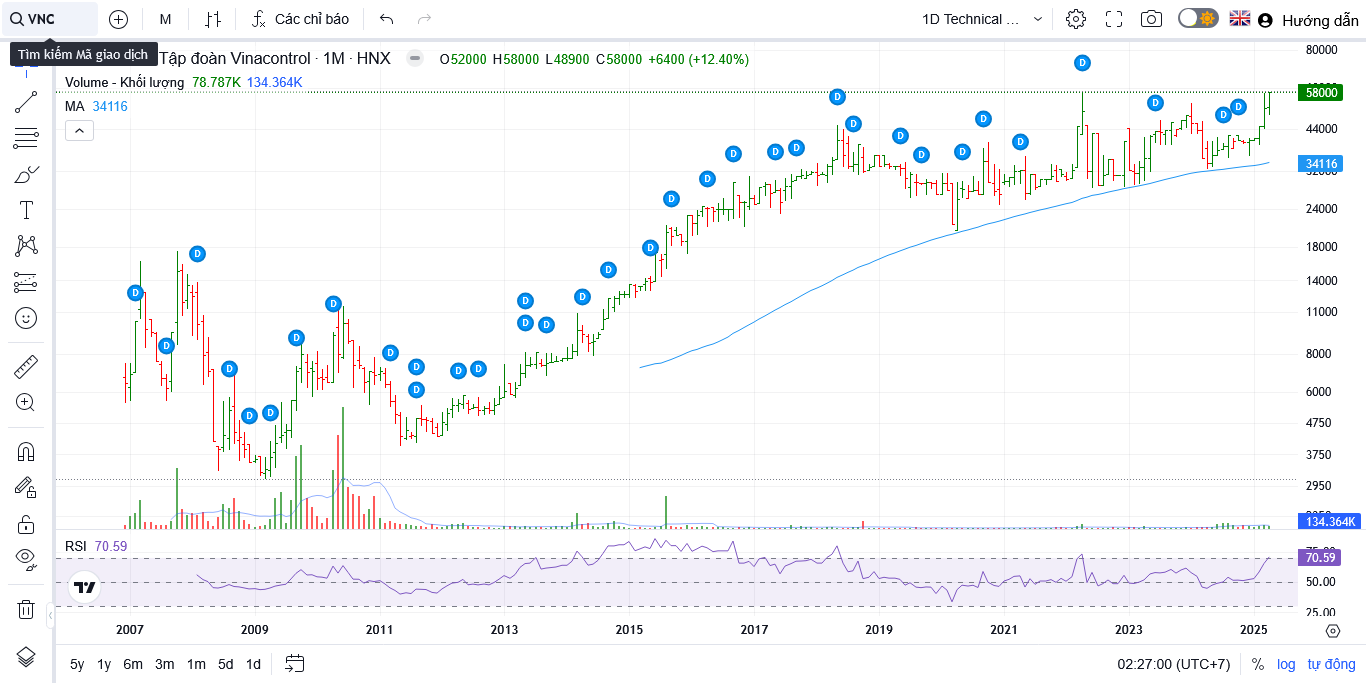 VNC M Các chỉ báo 1D Technical ... Hướng dẫn
Tìm kiếm Mã giao dịch
Tập đoàn Vinacontrol · 1M · HNX O52000 H58000 L48900 C58000 +6400 (+12.40%)
Volume - Khối lượng 78.787K 134.364K
MA 34116
80000
58000
44000
34116
24000
18000
14000
11000
8000
6000
4750
3750
2950
134.364K
D D D D D D D D D D D D D D D D D D D D D D D D D D D D D D D D D D D D D
RSI 70.59
70.59
50.00
25.00
2007 2009 2011 2013 2015 2017 2019 2021 2023 2025
5y 1y 6m 3m 1m 5d 1d 02:27:00 (UTC+7) % log tự động